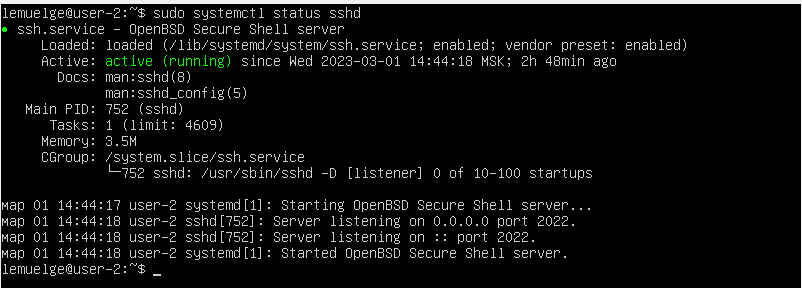 lemuelge@user-2:~$ sudo systemctl status sshd
● ssh.service - OpenBSD Secure Shell server
Loaded: loaded (/lib/systemd/system/ssh.service; enabled; vendor preset: enabled)
Active: active (running) since Wed 2023-03-01 14:44:18 MSK; 2h 48min ago
Docs: man:sshd(8)
man:sshd_config(5)
Main PID: 752 (sshd)
Tasks: 1 (limit: 4609)
Memory: 3.5M
CGroup: /system.slice/ssh.service
└─752 sshd: /usr/sbin/sshd -D [listener] 0 of 10-100 startups
мар 01 14:44:17 user-2 systemd[1]: Starting OpenBSD Secure Shell server...
мар 01 14:44:18 user-2 sshd[752]: Server listening on 0.0.0.0 port 2022.
мар 01 14:44:18 user-2 sshd[752]: Server listening on :: port 2022.
мар 01 14:44:18 user-2 systemd[1]: Started OpenBSD Secure Shell server.
lemuelge@user-2:~$ _